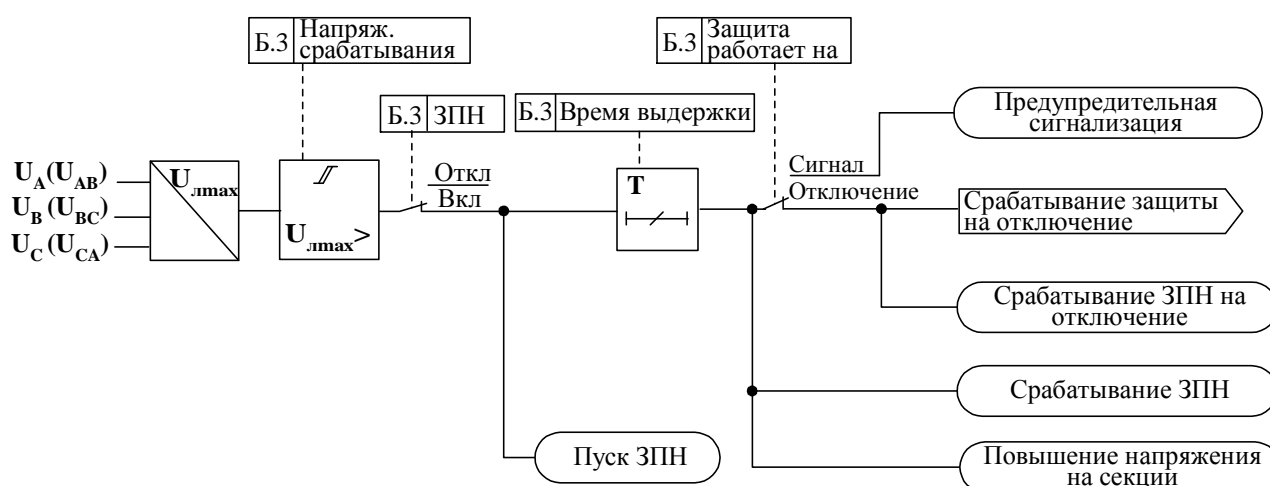 Б.3 Напряж.
срабатывания
Б.3 Защита
работает на
Б.3 ЗПН
Б.3 Время выдержки
Предупредительная
сигнализация
U_A(U_AB)
U_B(U_BC)
U_C(U_CA)
U_лmax
U_лmax>
Откл
Вкл
T
Сигнал
Отключение
Срабатывание защиты
на отключение
Срабатывание ЗПН на
отключение
Срабатывание ЗПН
Пуск ЗПН
Повышение напряжения
на секции